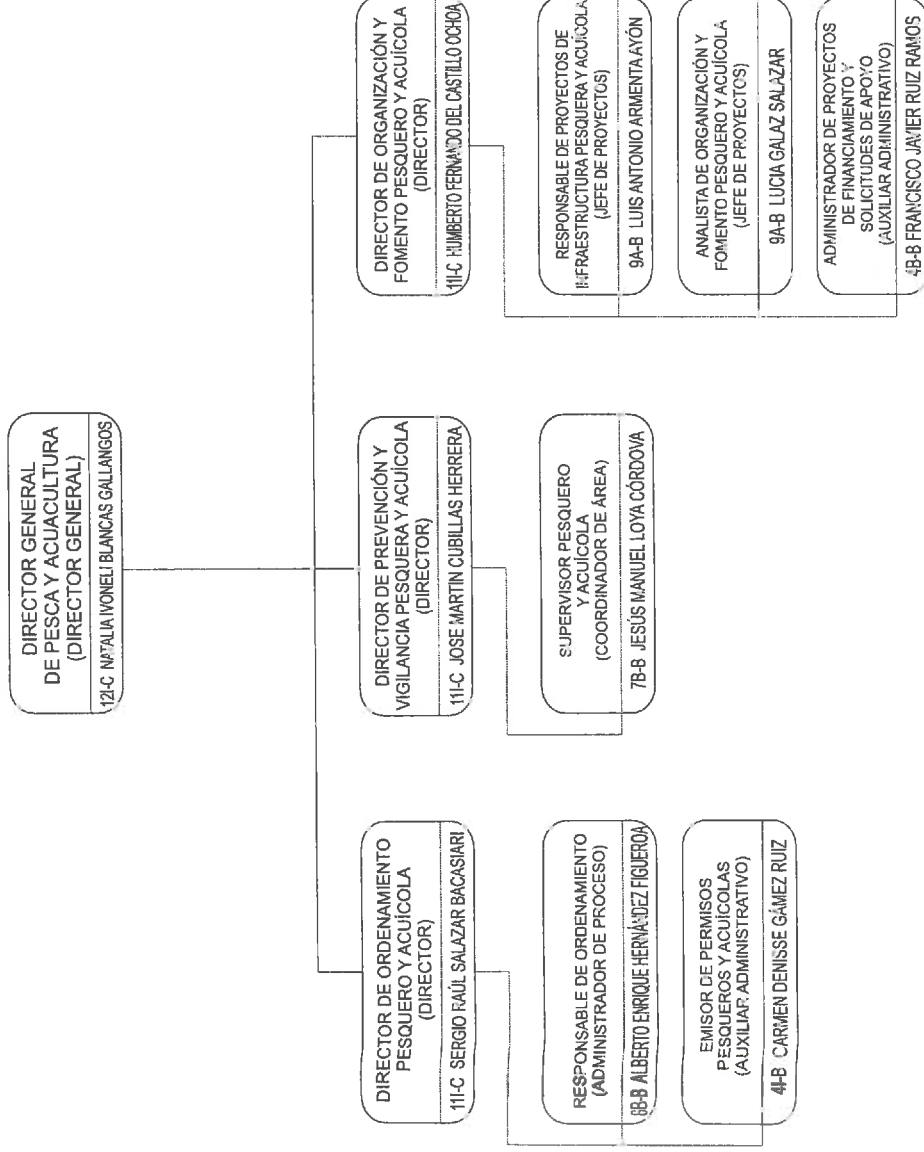 DIRECTOR GENERAL
DE PESCA Y ACUACULTURA
(DIRECTOR GENERAL)
12I-C NATALIA IVONELI BLANCAS GALLANGOS
DIRECTOR DE ORDENAMIENTO
PESQUERO Y ACUÍCOLA
(DIRECTOR)
11I-C SERGIO RAÚL SALAZAR BACASIARI
RESPONSABLE DE ORDENAMIENTO
(ADMINISTRADOR DE PROCESO)
6B-B ALBERTO ENRIQUE HERNÁNDEZ FIGUEROA
EMISOR DE PERMISOS
PESQUEROS Y ACUÍCOLAS
(AUXILIAR ADMINISTRATIVO)
4I-B CARMEN DENISSE GÁMEZ RUIZ
DIRECTOR DE PREVENCIÓN Y
VIGILANCIA PESQUERA Y ACUÍCOLA
(DIRECTOR)
11I-C JOSE MARTIN CUBILLAS HERRERA
SUPERVISOR PESQUERO
Y ACUÍCOLA
(COORDINADOR DE ÁREA)
7B-B JESÚS MANUEL LOYA CÓRDOVA
DIRECTOR DE ORGANIZACIÓN Y
FOMENTO PESQUERO Y ACUÍCOLA
(DIRECTOR)
11I-C HUMBERTO FERNANDO DEL CASTILLO OCHOA
RESPONSABLE DE PROYECTOS DE
INFRAESTRUCTURA PESQUERA Y ACUÍCOLA
(JEFE DE PROYECTOS)
9A-B LUIS ANTONIO ARMENTA AYÓN
ANALISTA DE ORGANIZACIÓN Y
FOMENTO PESQUERO Y ACUÍCOLA
(JEFE DE PROYECTOS)
9A-B LUCIA GALAZ SALAZAR
ADMINISTRADOR DE PROYECTOS
DE FINANCIAMIENTO Y
SOLICITUDES DE APOYO
(AUXILIAR ADMINISTRATIVO)
4B-B FRANCISCO JAVIER RUIZ RAMOS